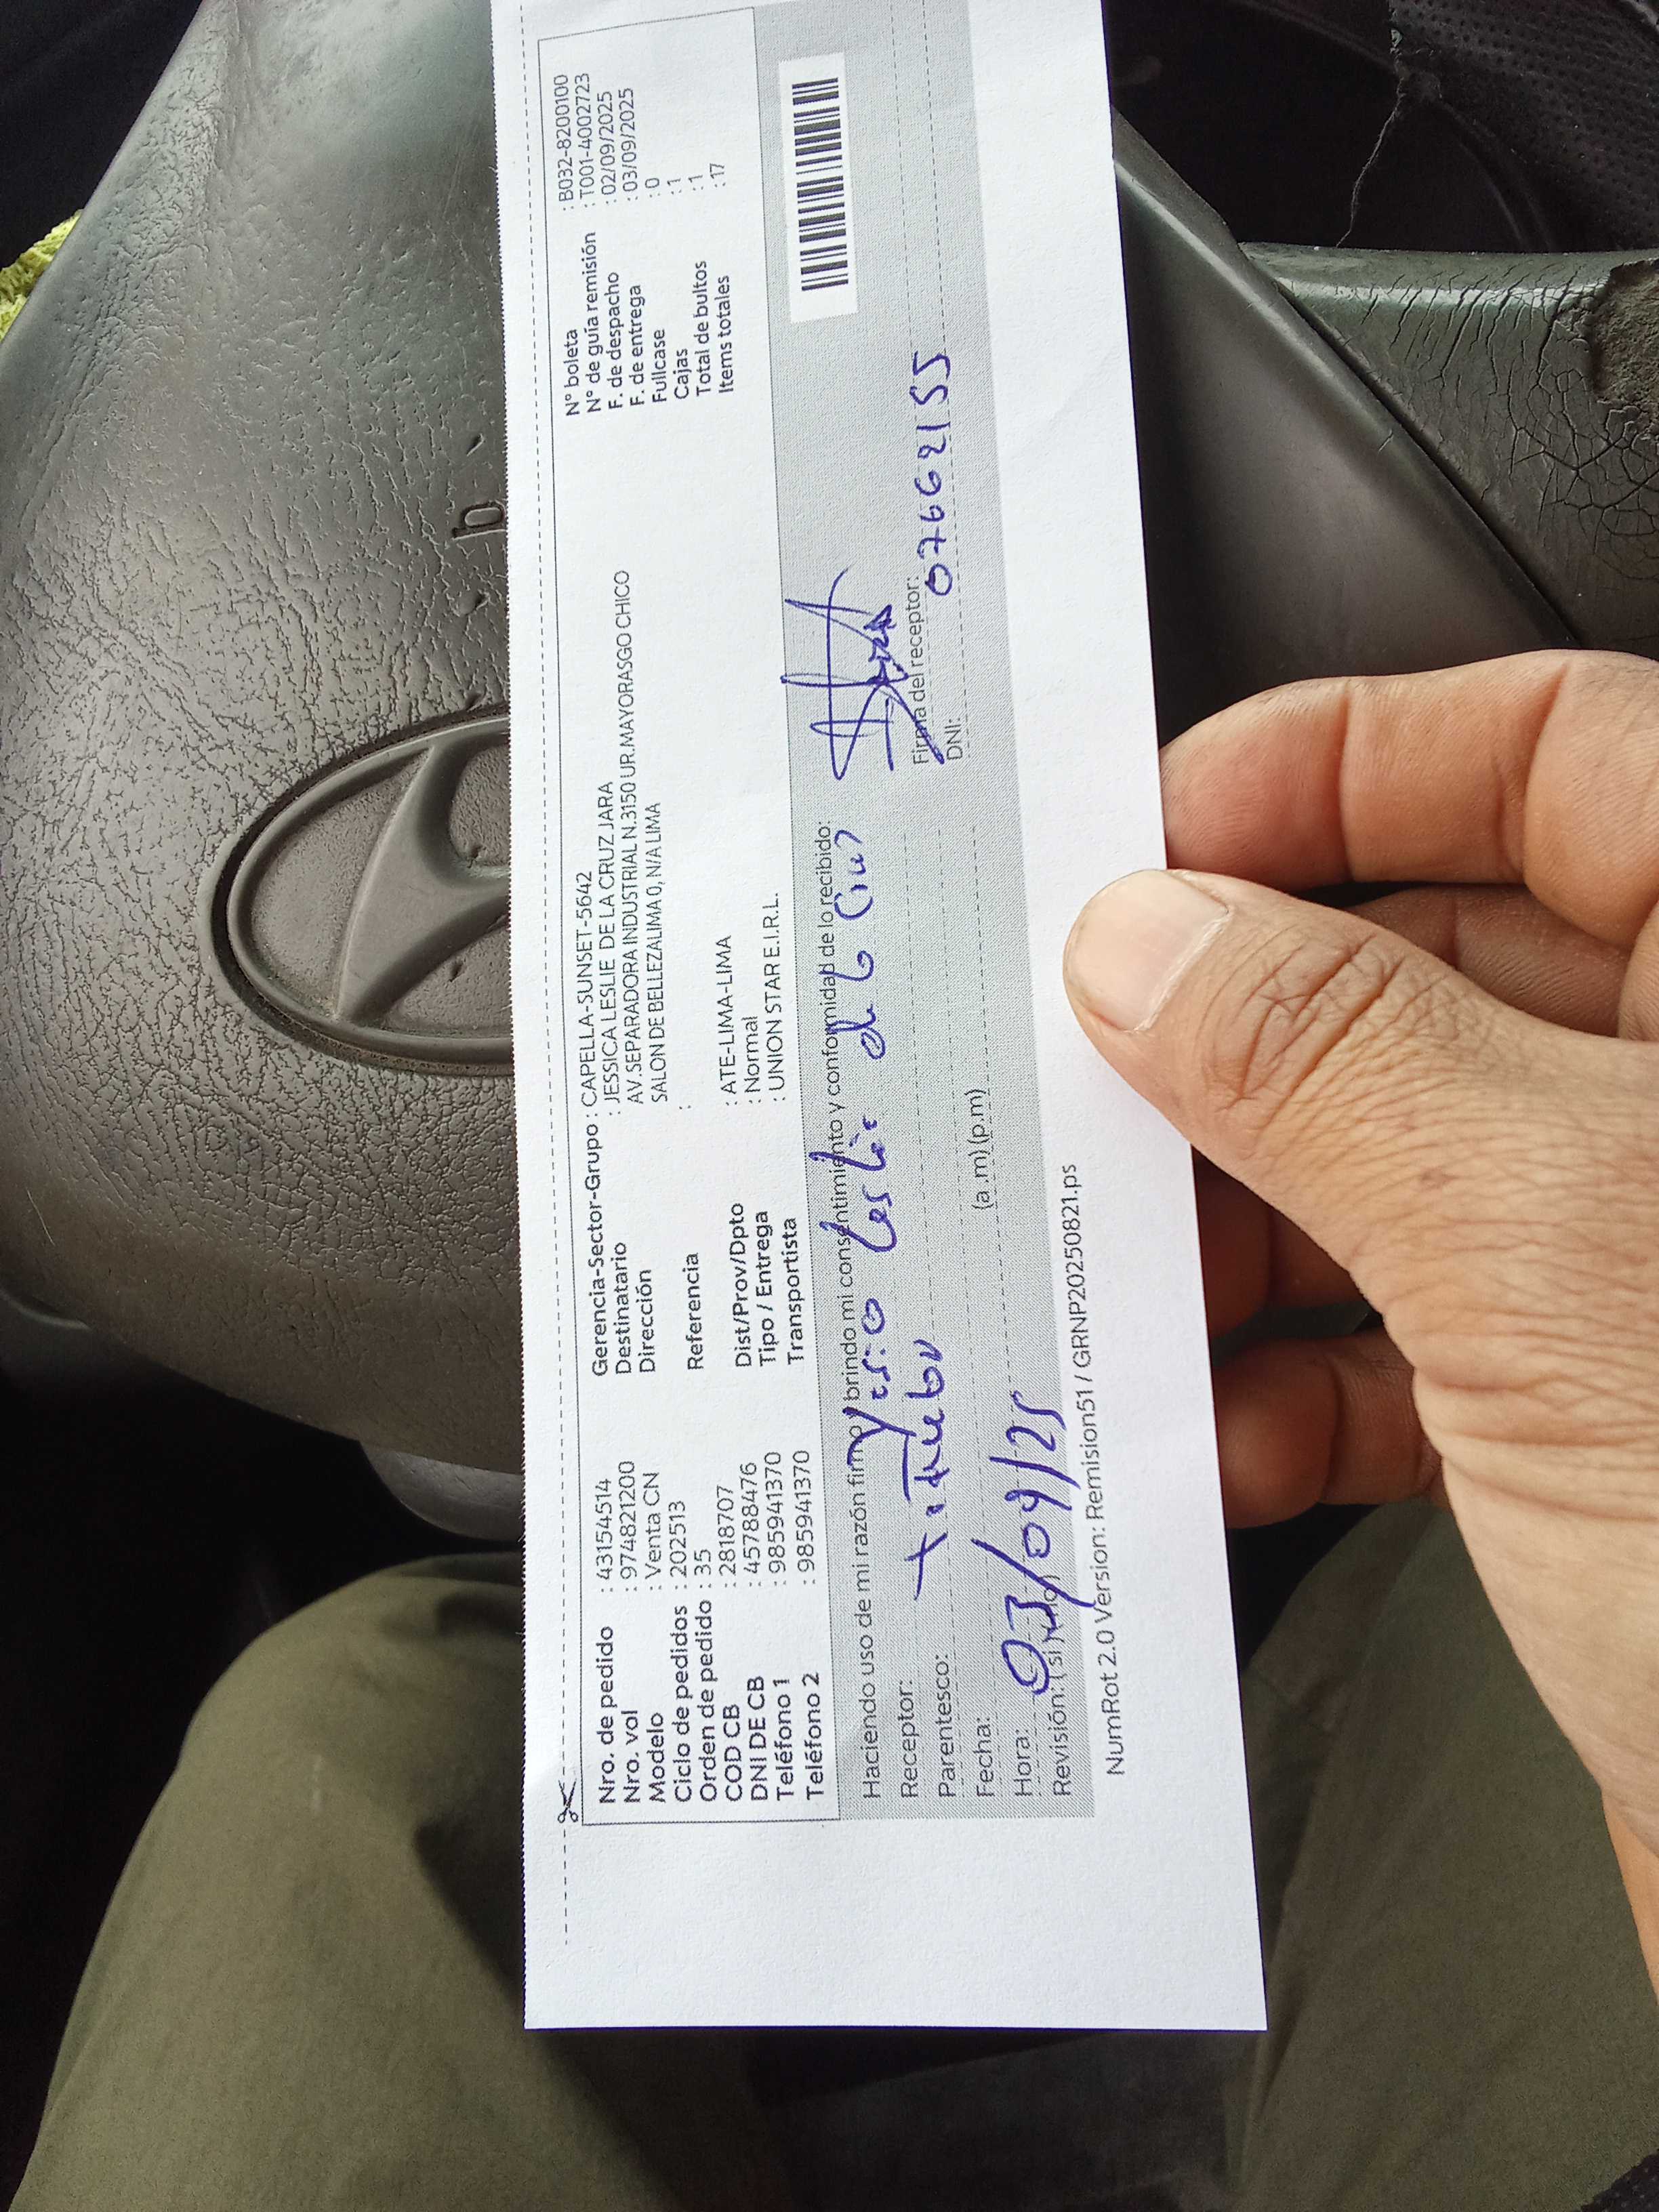 Nro. de pedido : 43154514
Nro. val : 974821200
Modelo : Venta CN
Ciclo de pedidos : 202513
Orden de pedido : 35
COD CB : 2818707
DNI DE CB : 45788476
Teléfono 1 : 985941370
Teléfono 2 : 985941370
Gerencia-Sector-Grupo : CAPELLA-SUNSET-5642
Destinatario : JESSICA LESLIE DE LA CRUZ JARA
Dirección AV.SEPARADORA INDUSTRIAL N.3150 UR.MAYORASGO CHICO
SALON DE BELLEZALIMA 0, N/A LIMA
Referencia :
Dist/Prov/Dpto : ATE-LIMA-LIMA
Tipo / Entrega : Normal
Transportista : UNION STAR E.I.R.L.
N° boleta : B032-8200100
N° de guía remisión : T001-4002723
F. de despacho : 02/09/2025
F. de entrega : 03/09/2025
Fullcase : 0
Cajas : 1
Total de bultos : 1
Items totales : 17
Haciendo uso de mi razón firmo y brindo mi consentimiento y conformidad de lo recibido:
Receptor: Leslie de la Cruz
Parentesco:
Fecha: 03/09/25
Hora: (a.m)(p.m)
Revisión: ( si ) ( no )
Firma del receptor:
DNI: 07662155
NumRot 2.0 Version: Remision51 / GRNP20250821.ps